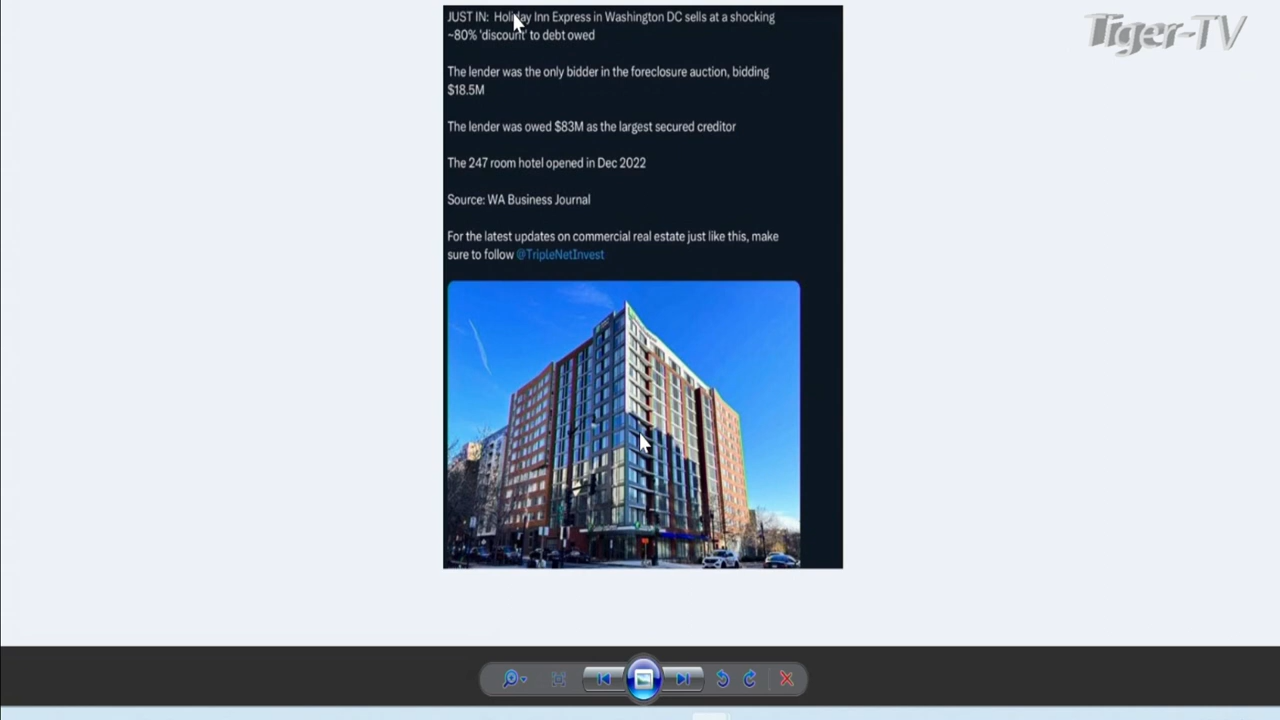 Tiger-TV
JUST IN: Holiday Inn Express in Washington DC sells at a shocking
~80% 'discount' to debt owed
The lender was the only bidder in the foreclosure auction, bidding
$18.5M
The lender was owed $83M as the largest secured creditor
The 247 room hotel opened in Dec 2022
Source: WA Business Journal
For the latest updates on commercial real estate just like this, make
sure to follow @TripleNetInvest